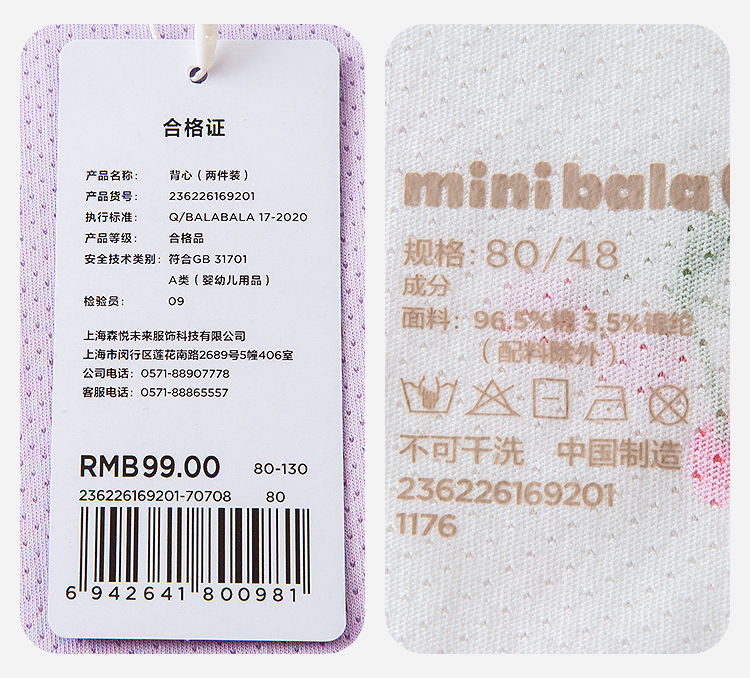 合格证
产品名称： 背心（两件装）
产品货号： 236226169201
执行标准： Q/BALABALA 17-2020
产品等级： 合格品
安全技术类别： 符合GB 31701
A类（婴幼儿用品）
检验员： 09
上海森悦未来服饰科技有限公司
上海市闵行区莲花南路2689号5幢406室
公司电话： 0571-88907778
客服电话： 0571-88865557
RMB99.00 80-130
236226169201-70708 80
6 942641 800981
mini bala
规格: 80/48
成分
面料: 96.5%棉 3.5%锦纶
（配料除外）
不可干洗 中国制造
236226169201
1176